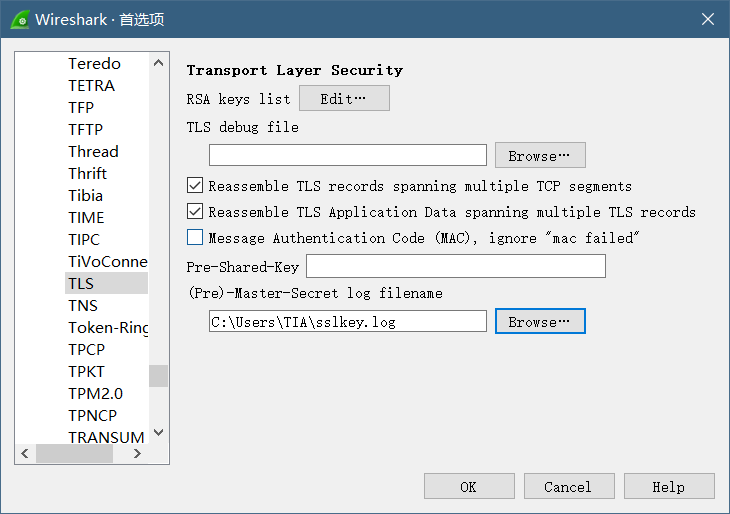 Wireshark · 首选项
Teredo
TETRA
TFP
TFTP
Thread
Thrift
Tibia
TIME
TIPC
TiVoConne
TLS
TNS
Token-Ring
TPCP
TPKT
TPM2.0
TPNCP
TRANSUM
Transport Layer Security
RSA keys list Edit…
TLS debug file
Browse…
Reassemble TLS records spanning multiple TCP segments
Reassemble TLS Application Data spanning multiple TLS records
Message Authentication Code (MAC), ignore "mac failed"
Pre-Shared-Key
(Pre)-Master-Secret log filename
C:\Users\TIA\sslkey.log Browse…
OK Cancel Help